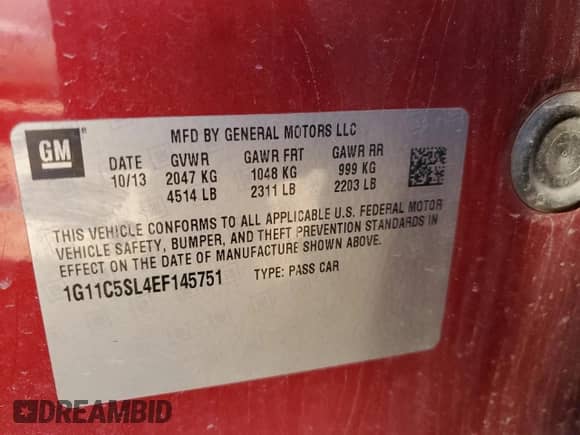 GM
MFD BY GENERAL MOTORS LLC
DATE GVWR GAWR FRT GAWR RR
10/13 2047 KG 1048 KG 999 KG
4514 LB 2311 LB 2203 LB
THIS VEHICLE CONFORMS TO ALL APPLICABLE U.S. FEDERAL MOTOR
VEHICLE SAFETY, BUMPER, AND THEFT PREVENTION STANDARDS IN
EFFECT ON THE DATE OF MANUFACTURE SHOWN ABOVE.
1G11C5SL4EF145751 TYPE: PASS CAR
DREAMBID